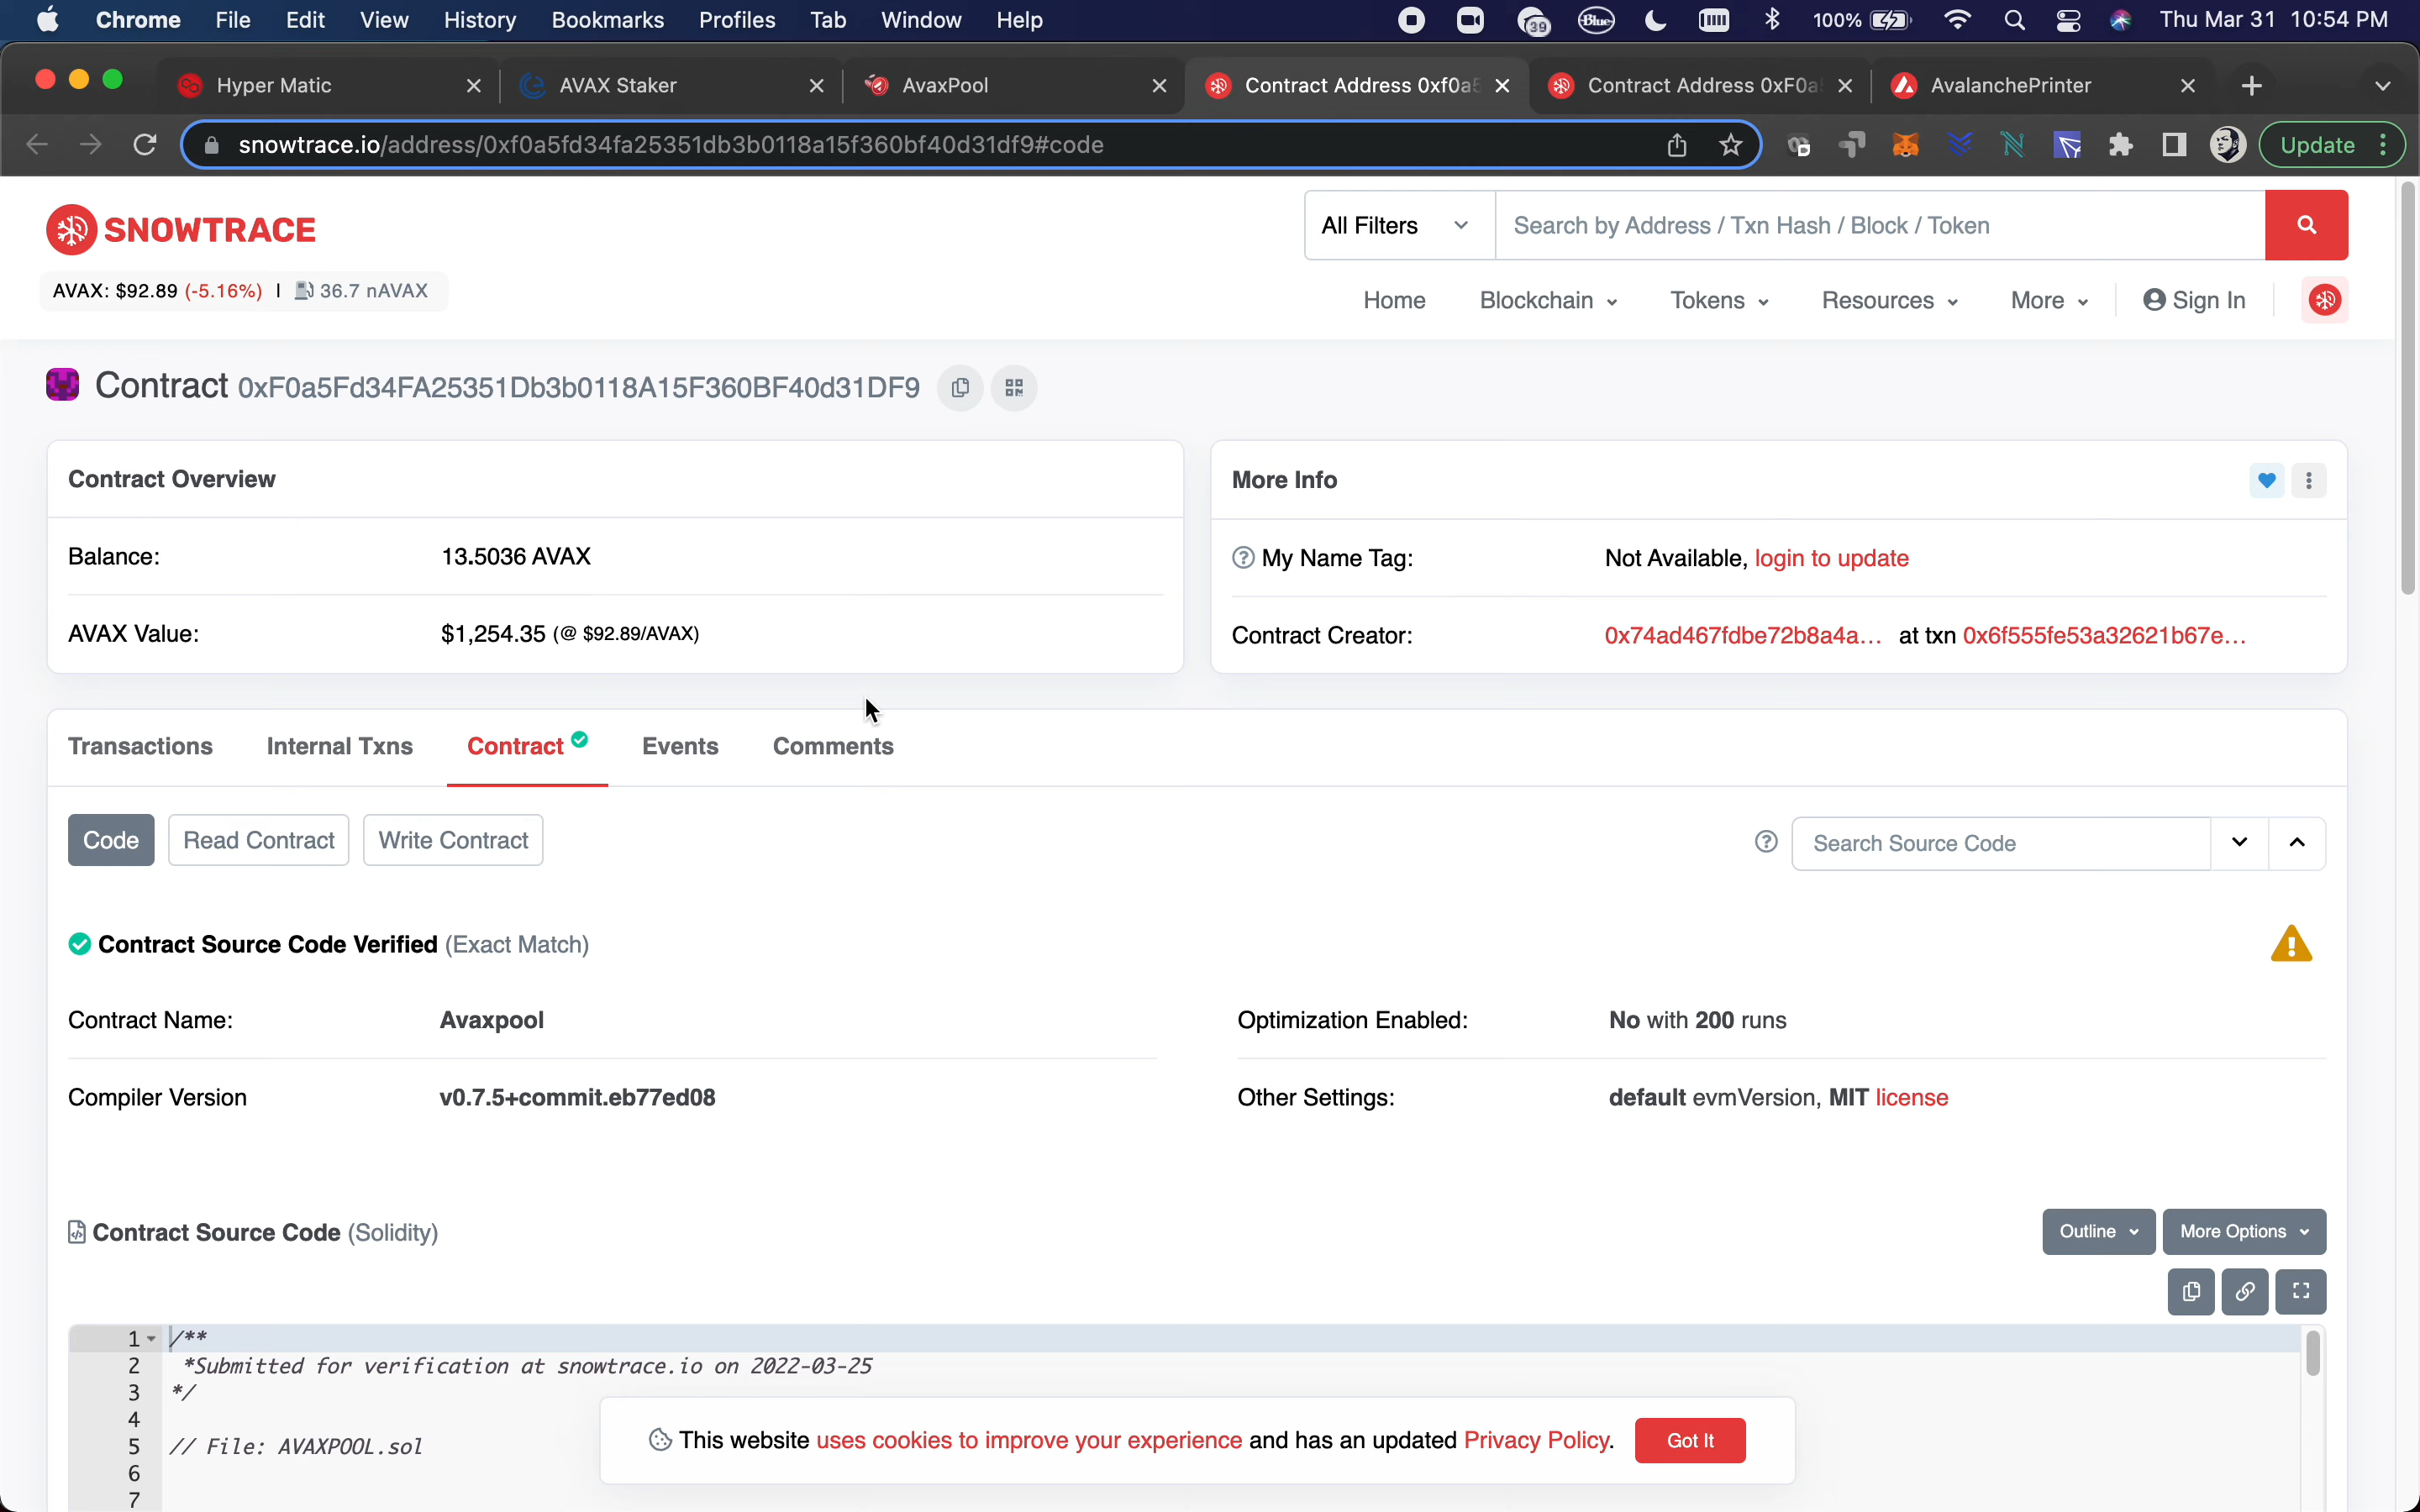 Chrome File Edit View History Bookmarks Profiles Tab Window Help 39 Blue 100% Thu Mar 31 10:54 PM
Hyper Matic AVAX Staker AvaxPool Contract Address 0xf0a5 Contract Address 0xF0a AvalanchePrinter
snowtrace.io/address/0xf0a5fd34fa25351db3b0118a15f360bf40d31df9#code Update
SNOWTRACE
All Filters Search by Address / Txn Hash / Block / Token
AVAX: $92.89 (-5.16%) | 36.7 nAVAX
Home Blockchain Tokens Resources More Sign In
Contract 0xF0a5Fd34FA25351Db3b0118A15F360BF40d31DF9
Contract Overview
Balance: 13.5036 AVAX
AVAX Value: $1,254.35 (@ $92.89/AVAX)
More Info
My Name Tag: Not Available, login to update
Contract Creator: 0x74ad467fdbe72b8a4a... at txn 0x6f555fe53a32621b67e...
Transactions Internal Txns Contract Events Comments
Code Read Contract Write Contract Search Source Code
Contract Source Code Verified (Exact Match)
Contract Name: Avaxpool
Optimization Enabled: No with 200 runs
Compiler Version v0.7.5+commit.eb77ed08
Other Settings: default evmVersion, MIT license
Contract Source Code (Solidity)
Outline More Options
1 /**
2 *Submitted for verification at snowtrace.io on 2022-03-25
3 */
4
5 // File: AVAXPOOL.sol
6
7
This website uses cookies to improve your experience and has an updated Privacy Policy. Got It